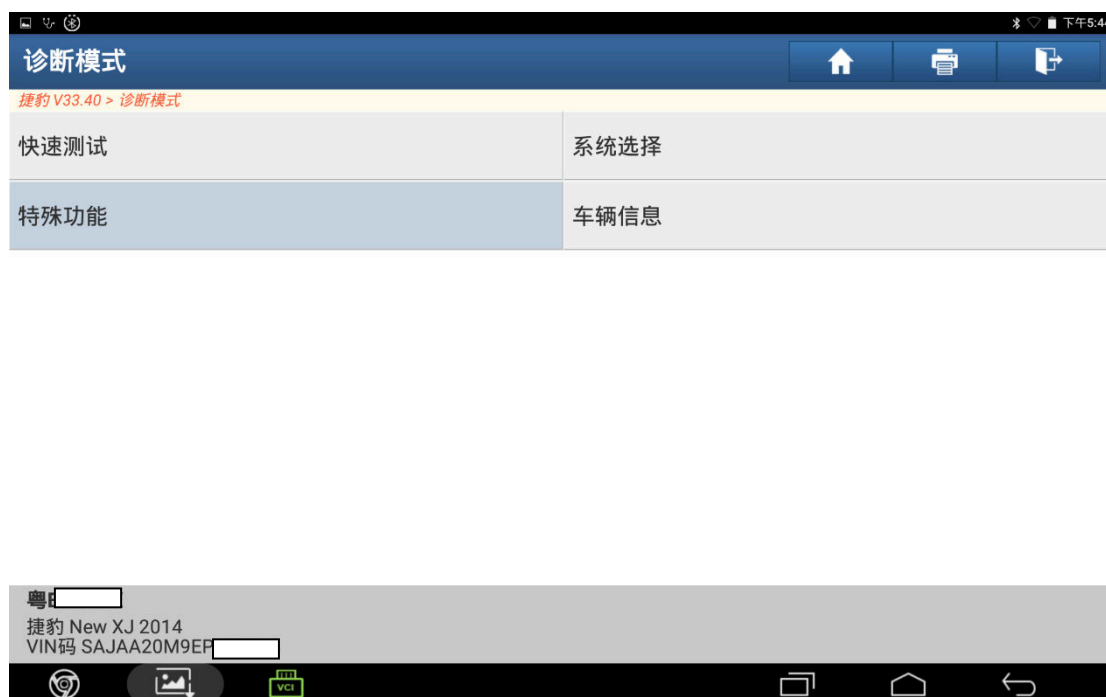 下午5:44
诊断模式
捷豹 V33.40 > 诊断模式
快速测试
系统选择
特殊功能
车辆信息
粤
捷豹 New XJ 2014
VIN码 SAJAA20M9EP
VCI